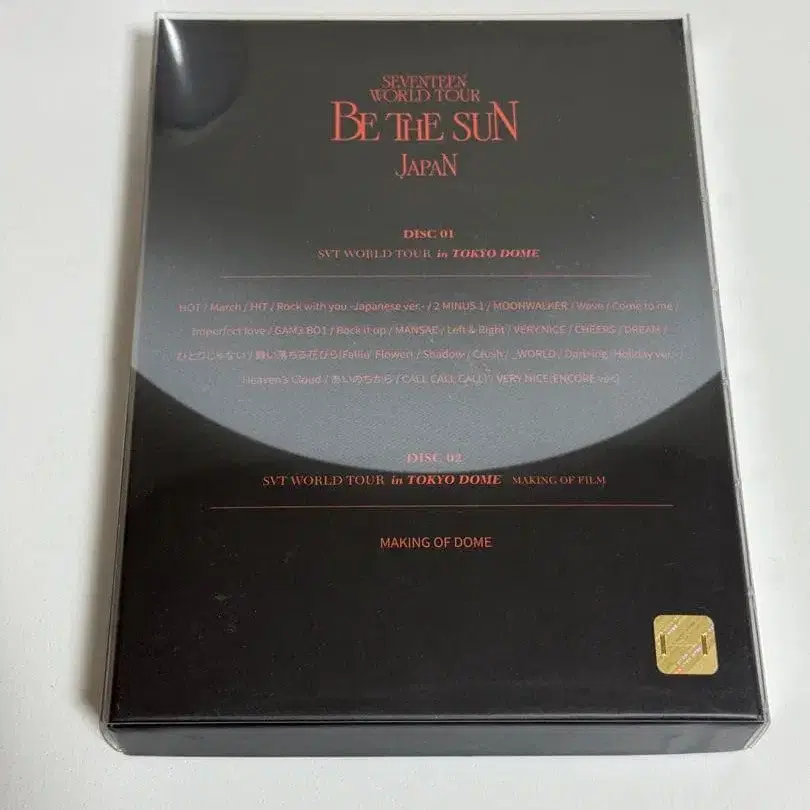 SEVENTEEN
WORLD TOUR
BE THE SUN
JAPAN
DISC 01
SVT WORLD TOUR in TOKYO DOME
HOT / March / HIT / Rock with you -Japanese ver.- / 2 MINUS 1 / MOONWALKER / Wave / Come to me /
Imperfect love / GAM3 BO1 / Rock it up / MANSAE / Left & Right / VERY NICE / CHEERS / DREAM /
ひとりじゃない / 舞い落ちる花びら(Fallin' Flower) / Shadow / Crush / _WORLD / Darl+ing -Holiday ver.- /
Heaven's Cloud / あいのちから / CALL CALL CALL! / VERY NICE(ENCORE ver.)
DISC 02
SVT WORLD TOUR in TOKYO DOME MAKING OF FILM
MAKING OF DOME